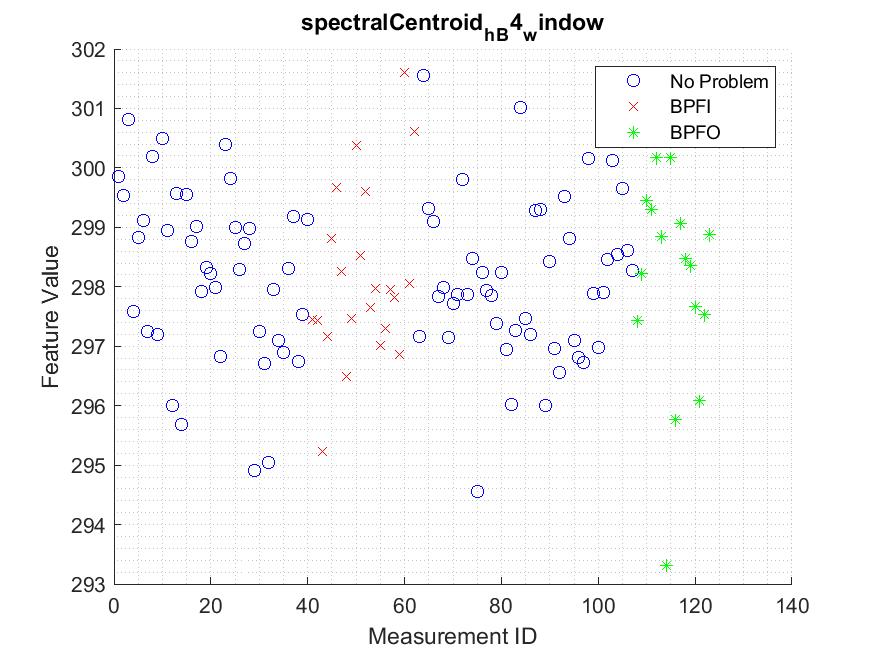 spectralCentroid_hB4_window
302
301
300
299
298
297
296
295
294
293
Feature Value
No Problem
BPFI
BPFO
0 20 40 60 80 100 120 140
Measurement ID